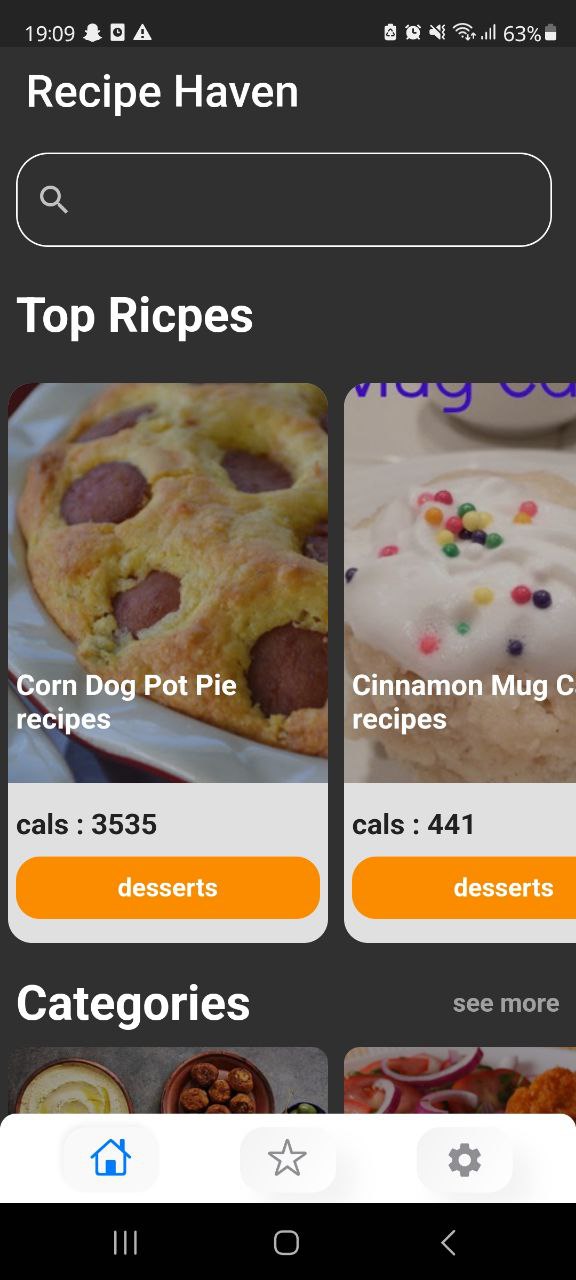 19:09
63%
Recipe Haven
Top Ricpes
Corn Dog Pot Pie
recipes
Cinnamon Mug C
recipes
cals : 3535
cals : 441
desserts
desserts
Categories
see more